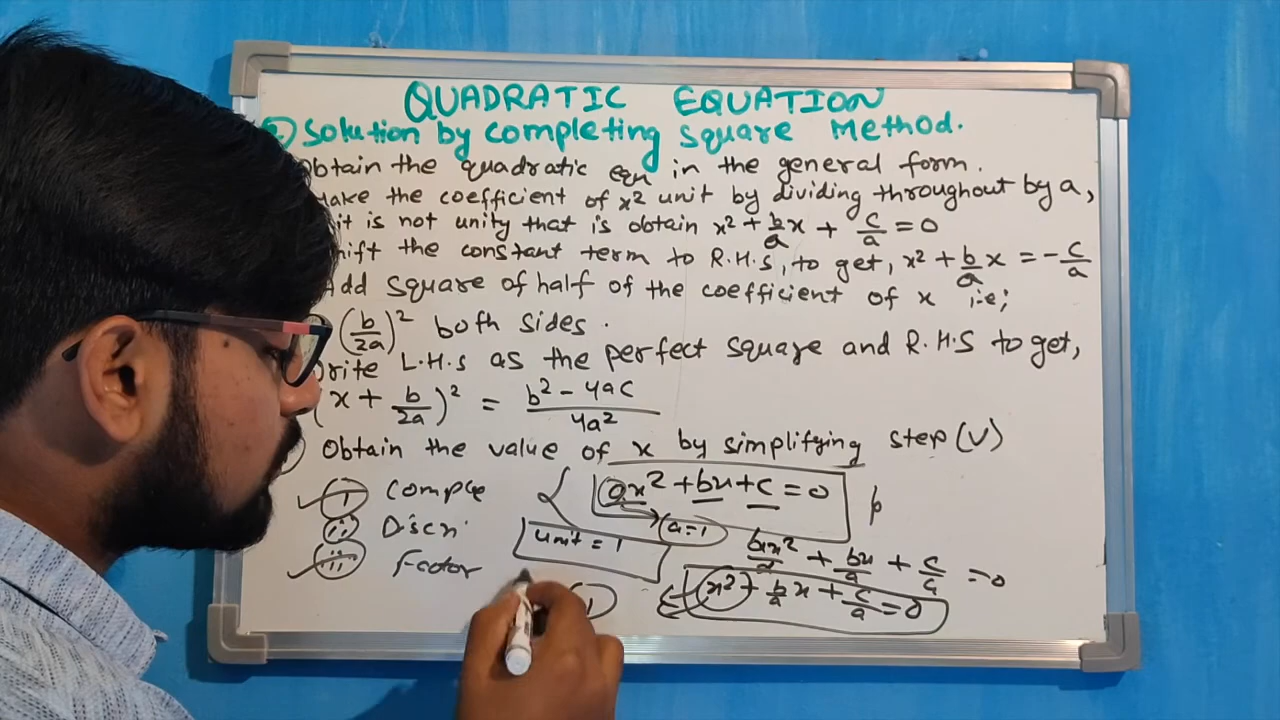 QUADRATIC EQUATION
Solution by completing square Method.
obtain the quadratic eqn in the general form.
Make the coefficient of x² unit by dividing throughout by a,
it is not unity that is obtain x² + b/a x + c/a = 0
shift the constant term to R.H.S, to get, x² + b/a x = -c/a
Add square of half of the coefficient of x i.e;
(b/2a)² both sides.
write L.H.S as the perfect square and R.H.S to get,
(x + b/2a)² = b² - 4ac / 4a²
Obtain the value of x by simplifying step (V)
(i) Comple
ax² + bx + c = 0
(ii) Discri
unit = 1
a = 1
(iii) Factor
+ bx/a + c/a = 0
x² + b/a x + c/a = 0